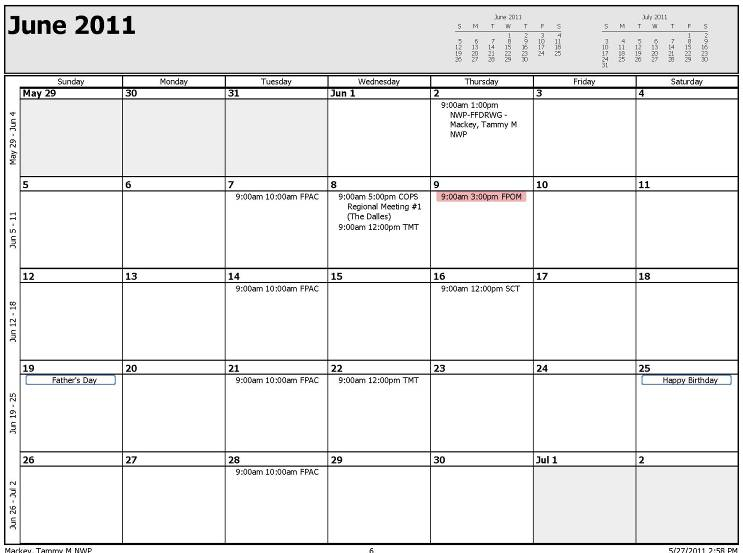 June 2011
June 2011
S M T W T F S
1 2 3 4
5 6 7 8 9 10 11
12 13 14 15 16 17 18
19 20 21 22 23 24 25
26 27 28 29 30
July 2011
S M T W T F S
1 2
3 4 5 6 7 8 9
10 11 12 13 14 15 16
17 18 19 20 21 22 23
24 25 26 27 28 29 30
31
Sunday Monday Tuesday Wednesday Thursday Friday Saturday
May 29 - Jun 4
May 29 30 31 Jun 1 2 3 4
9:00am 1:00pm
NWP-FFDRWG -
Mackey, Tammy M
NWP
Jun 5 - 11
5 6 7 8 9 10 11
9:00am 10:00am FPAC
9:00am 5:00pm COPS
Regional Meeting #1
(The Dalles)
9:00am 12:00pm TMT
9:00am 3:00pm FPOM
Jun 12 - 18
12 13 14 15 16 17 18
9:00am 10:00am FPAC
9:00am 12:00pm SCT
Jun 19 - 25
19 20 21 22 23 24 25
Father's Day
9:00am 10:00am FPAC
9:00am 12:00pm TMT
Happy Birthday
Jun 26 - Jul 2
26 27 28 29 30 Jul 1 2
9:00am 10:00am FPAC
Mackey, Tammy M NWP
6
5/27/2011 2:58 PM